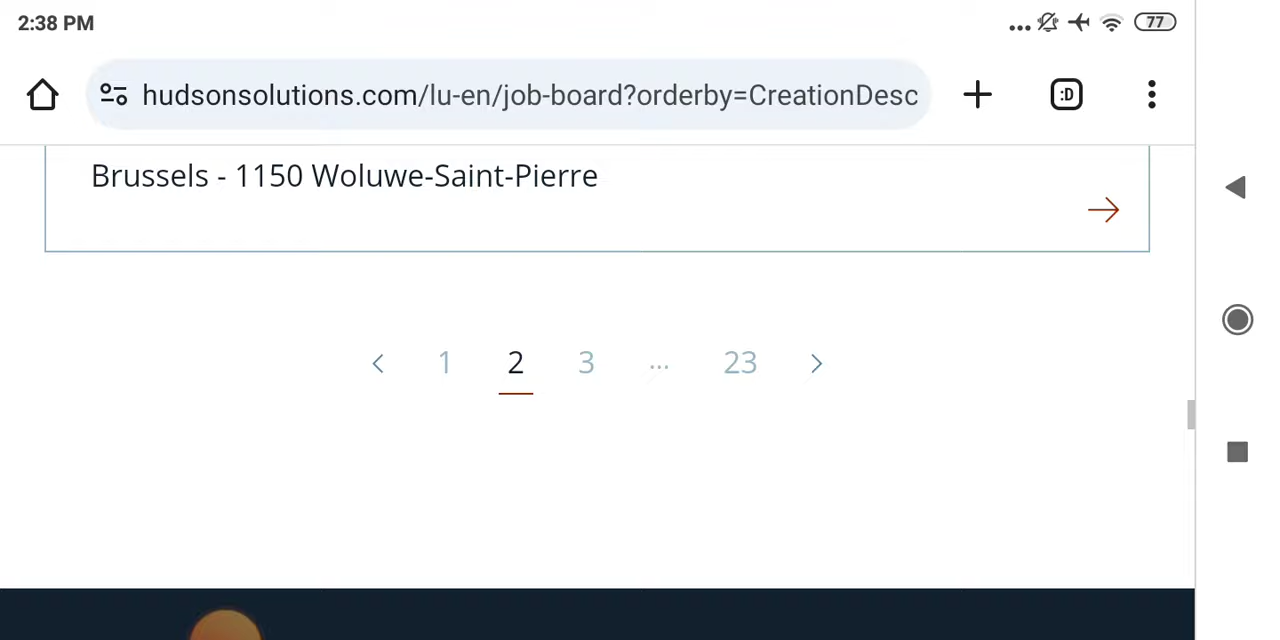 2:38 PM
77
hudsonsolutions.com/lu-en/job-board?orderby=CreationDesc
:D
Brussels - 1150 Woluwe-Saint-Pierre
1 2 3 ... 23